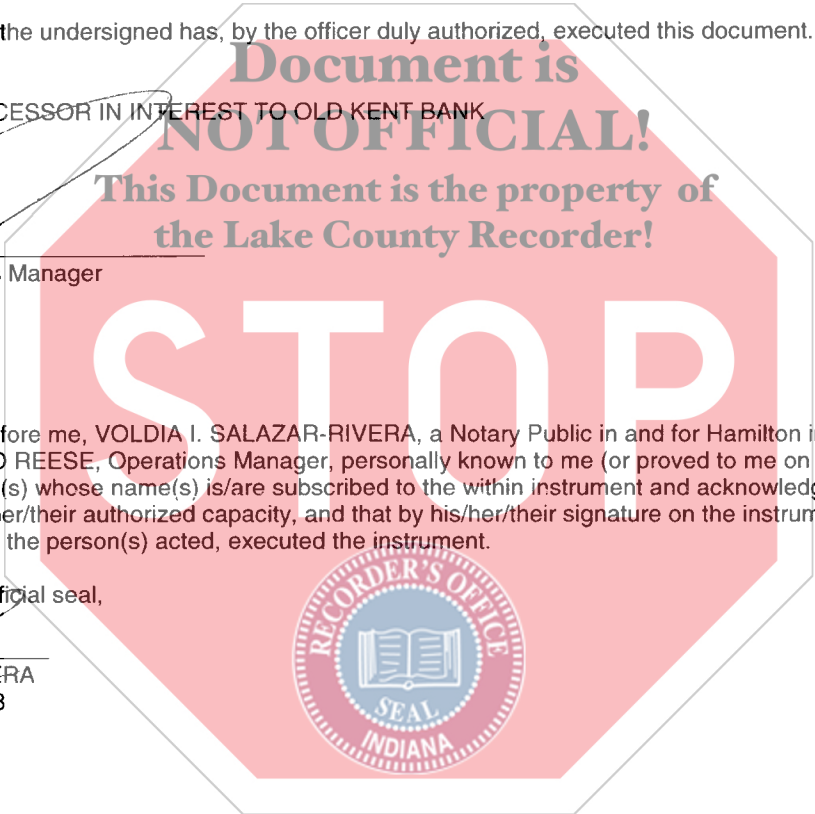 the undersigned has, by the officer duly authorized, executed this document.
Document is
CESSOR IN INTEREST TO OLD KENT BANK
NOT OFFICIAL!
This Document is the property of
the Lake County Recorder!
Manager
STOP
fore me, VOLDIA I. SALAZAR-RIVERA, a Notary Public in and for Hamilton i
REESE, Operations Manager, personally known to me (or proved to me on
(s) whose name(s) is/are subscribed to the within instrument and acknowledg
er/their authorized capacity, and that by his/her/their signature on the instrum
the person(s) acted, executed the instrument.
ficial seal,
RECORDER'S OFFICE
SEAL
INDIANA
ERA